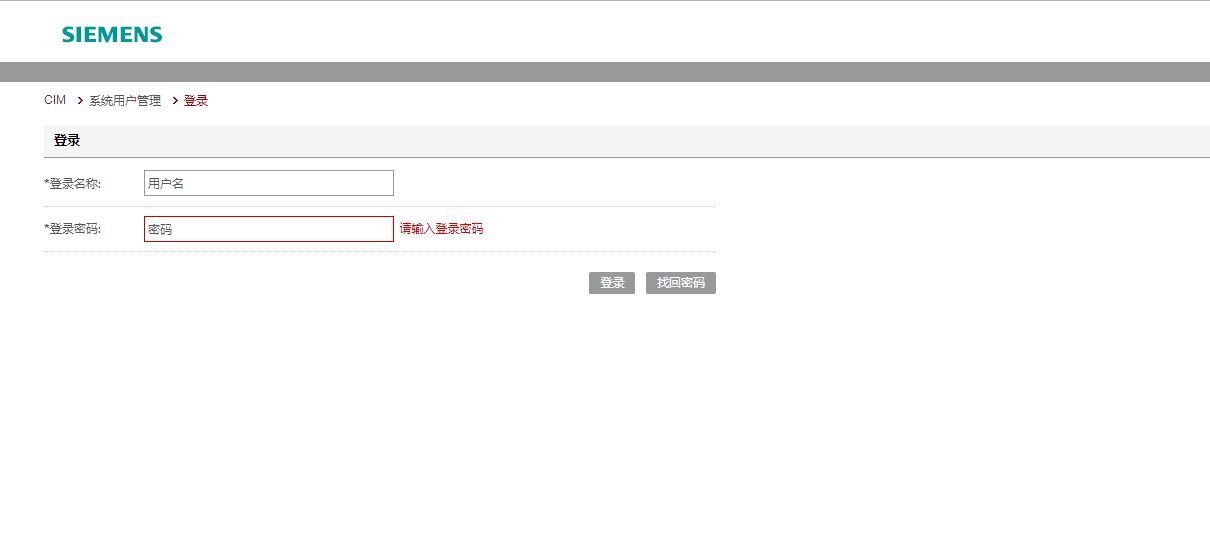 SIEMENS
CIM > 系统用户管理 > 登录
登录
*登录名称: 用户名
*登录密码: 密码 请输入登录密码
登录 找回密码